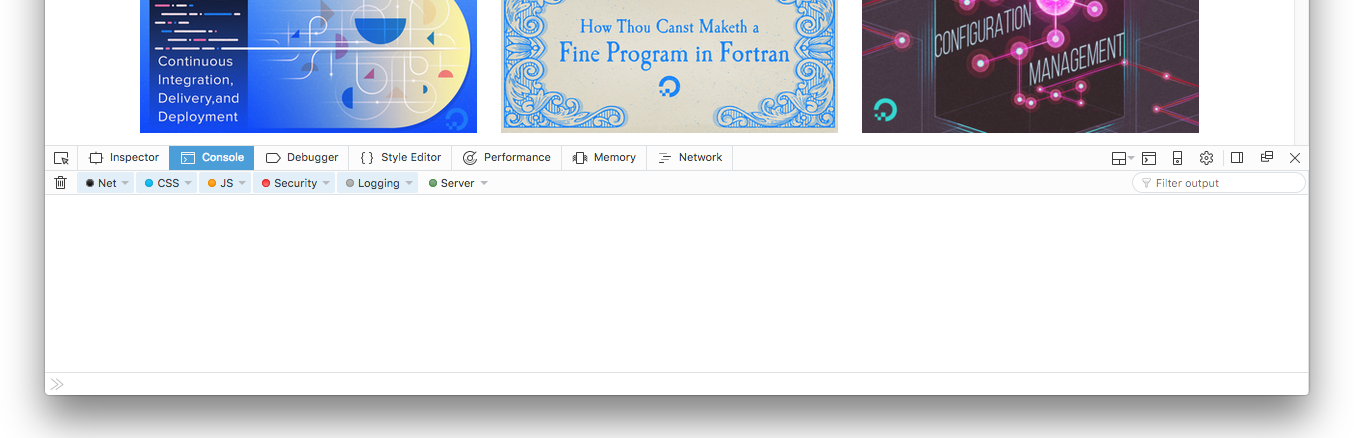 Continuous
Integration,
Delivery,and
Deployment
How Thou Canst Maketh a
Fine Program in Fortran
CONFIGURATION
MANAGEMENT
Inspector Console Debugger { } Style Editor Performance Memory Network
Net CSS JS Security Logging Server Filter output